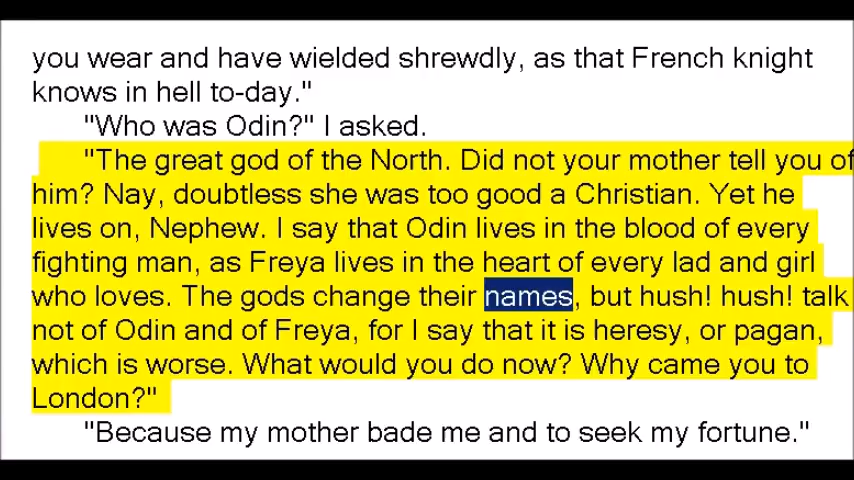 you wear and have wielded shrewdly, as that French knight
knows in hell to-day."
"Who was Odin?" I asked.
"The great god of the North. Did not your mother tell you of
him? Nay, doubtless she was too good a Christian. Yet he
lives on, Nephew. I say that Odin lives in the blood of every
fighting man, as Freya lives in the heart of every lad and girl
who loves. The gods change their names, but hush! hush! talk
not of Odin and of Freya, for I say that it is heresy, or pagan,
which is worse. What would you do now? Why came you to
London?"
"Because my mother bade me and to seek my fortune."